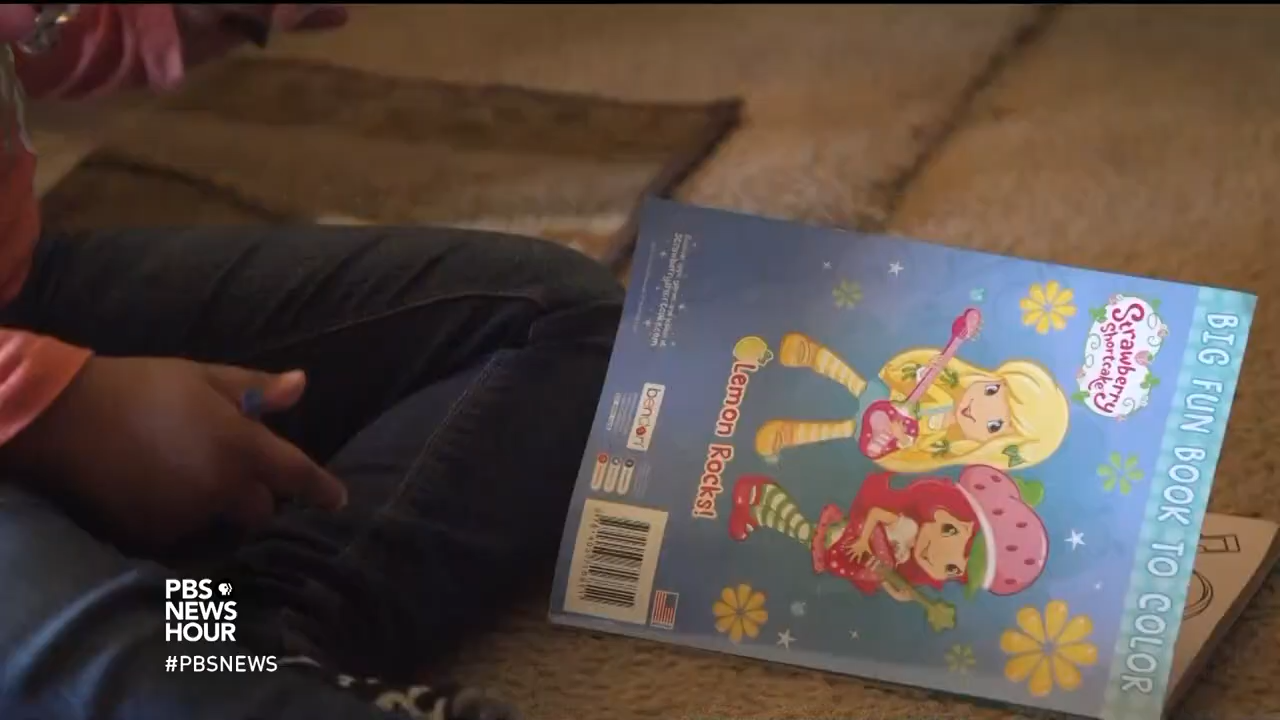 BIG FUN BOOK TO COLOR
Strawberry
Shortcake
Lemon Rocks!
bendon
PBS
NEWS
HOUR
#PBSNEWS